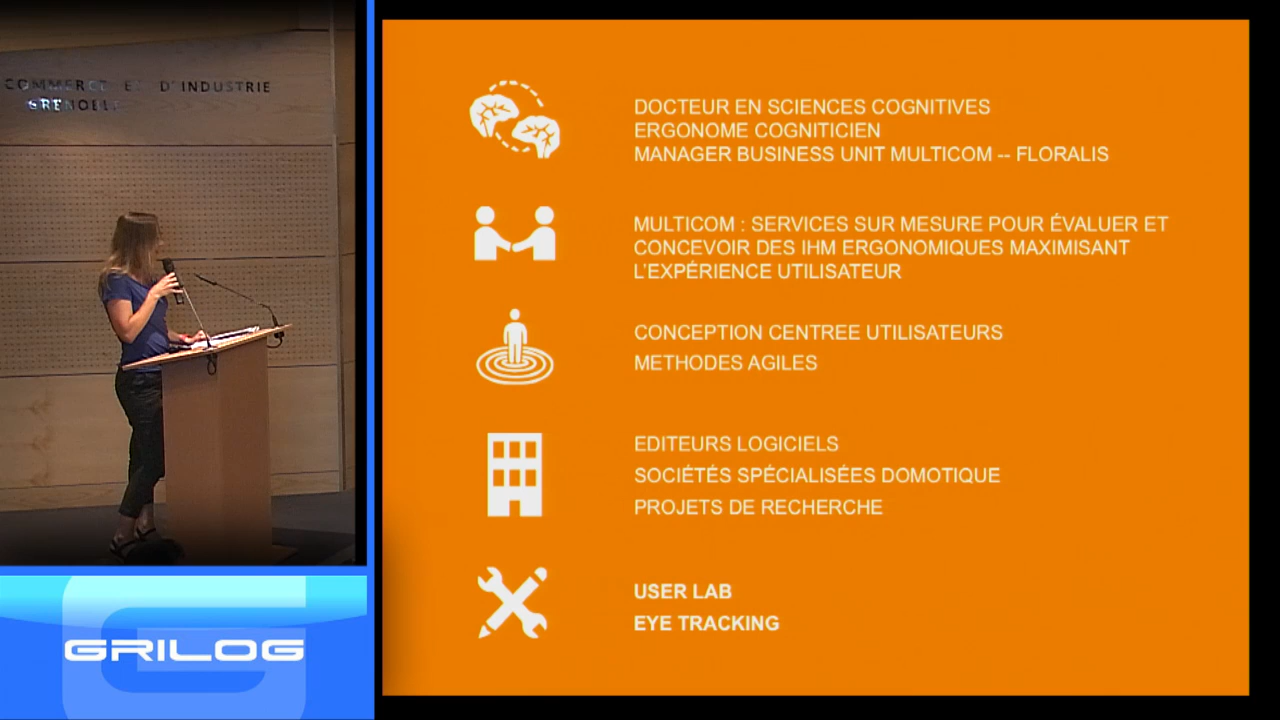 COMMERCE ET D'INDUSTRIE
GRENOBLE
DOCTEUR EN SCIENCES COGNITIVES
ERGONOME COGNITICIEN
MANAGER BUSINESS UNIT MULTICOM -- FLORALIS
MULTICOM : SERVICES SUR MESURE POUR ÉVALUER ET
CONCEVOIR DES IHM ERGONOMIQUES MAXIMISANT
L'EXPÉRIENCE UTILISATEUR
CONCEPTION CENTREE UTILISATEURS
METHODES AGILES
EDITEURS LOGICIELS
SOCIÉTÉS SPÉCIALISÉES DOMOTIQUE
PROJETS DE RECHERCHE
USER LAB
EYE TRACKING
GRILOG